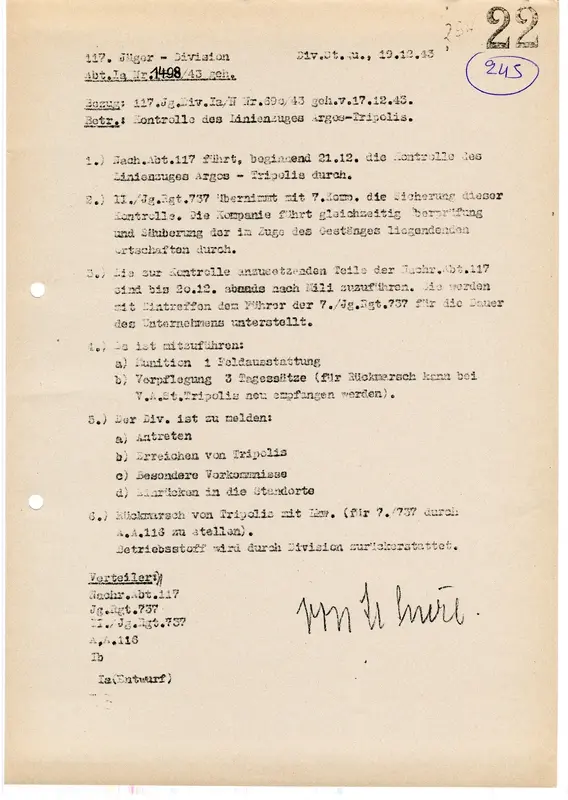 22
245
117. Jüger - Division Div.St.Qu., 19.12.43
Abt.Ia Nr.1498/43 geh.
Bezug: 117.Jg.Div.Ia/N Nr.690/43 geh.v.17.12.43.
Betr.: Kontrolle des Linienzuges Argos-Tripolis.
1.) Nach.Abt.117 führt, beginnend 21.12. die Kontrolle des
Linienzuges Argos - Tripolis durch.
2.) II./Jg.Rgt.737 übernimmt mit 7.Komp. die Sicherung dieser
Kontrolle. Die Kompanie führt gleichzeitig Überprüfung
und Säuberung der im Zuge des Gestänges liegendenden
Ortschaften durch.
3.) Die zur Kontrolle anzusetzenden Teile der Nachr.Abt.117
sind bis 20.12. abends nach Mili zuzuführen. Sie werden
mit Eintreffen dem Führer der 7./Jg.Rgt.737 für die Dauer
des Unternehmens unterstellt.
4.) Es ist mitzuführen:
a) Munition 1 Feldausstattung
b) Verpflegung 3 Tagessätze (für Rückmarsch kann bei
V.A.St.Tripolis neu empfangen werden).
5.) Der Div. ist zu melden:
a) Antreten
b) Erreichen von Tripolis
c) Besondere Vorkommnisse
d) Einrücken in die Standorte
6.) Rückmarsch von Tripolis mit Lkw. (für 7./737 durch
A.A.116 zu stellen).
Betriebsstoff wird durch Division zurückerstattet.
Verteiler:
Nachr.Abt.117
Jg.Rgt.737
II./Jg.Rgt.737
A.A.116
Ib
Ia(Entwurf)